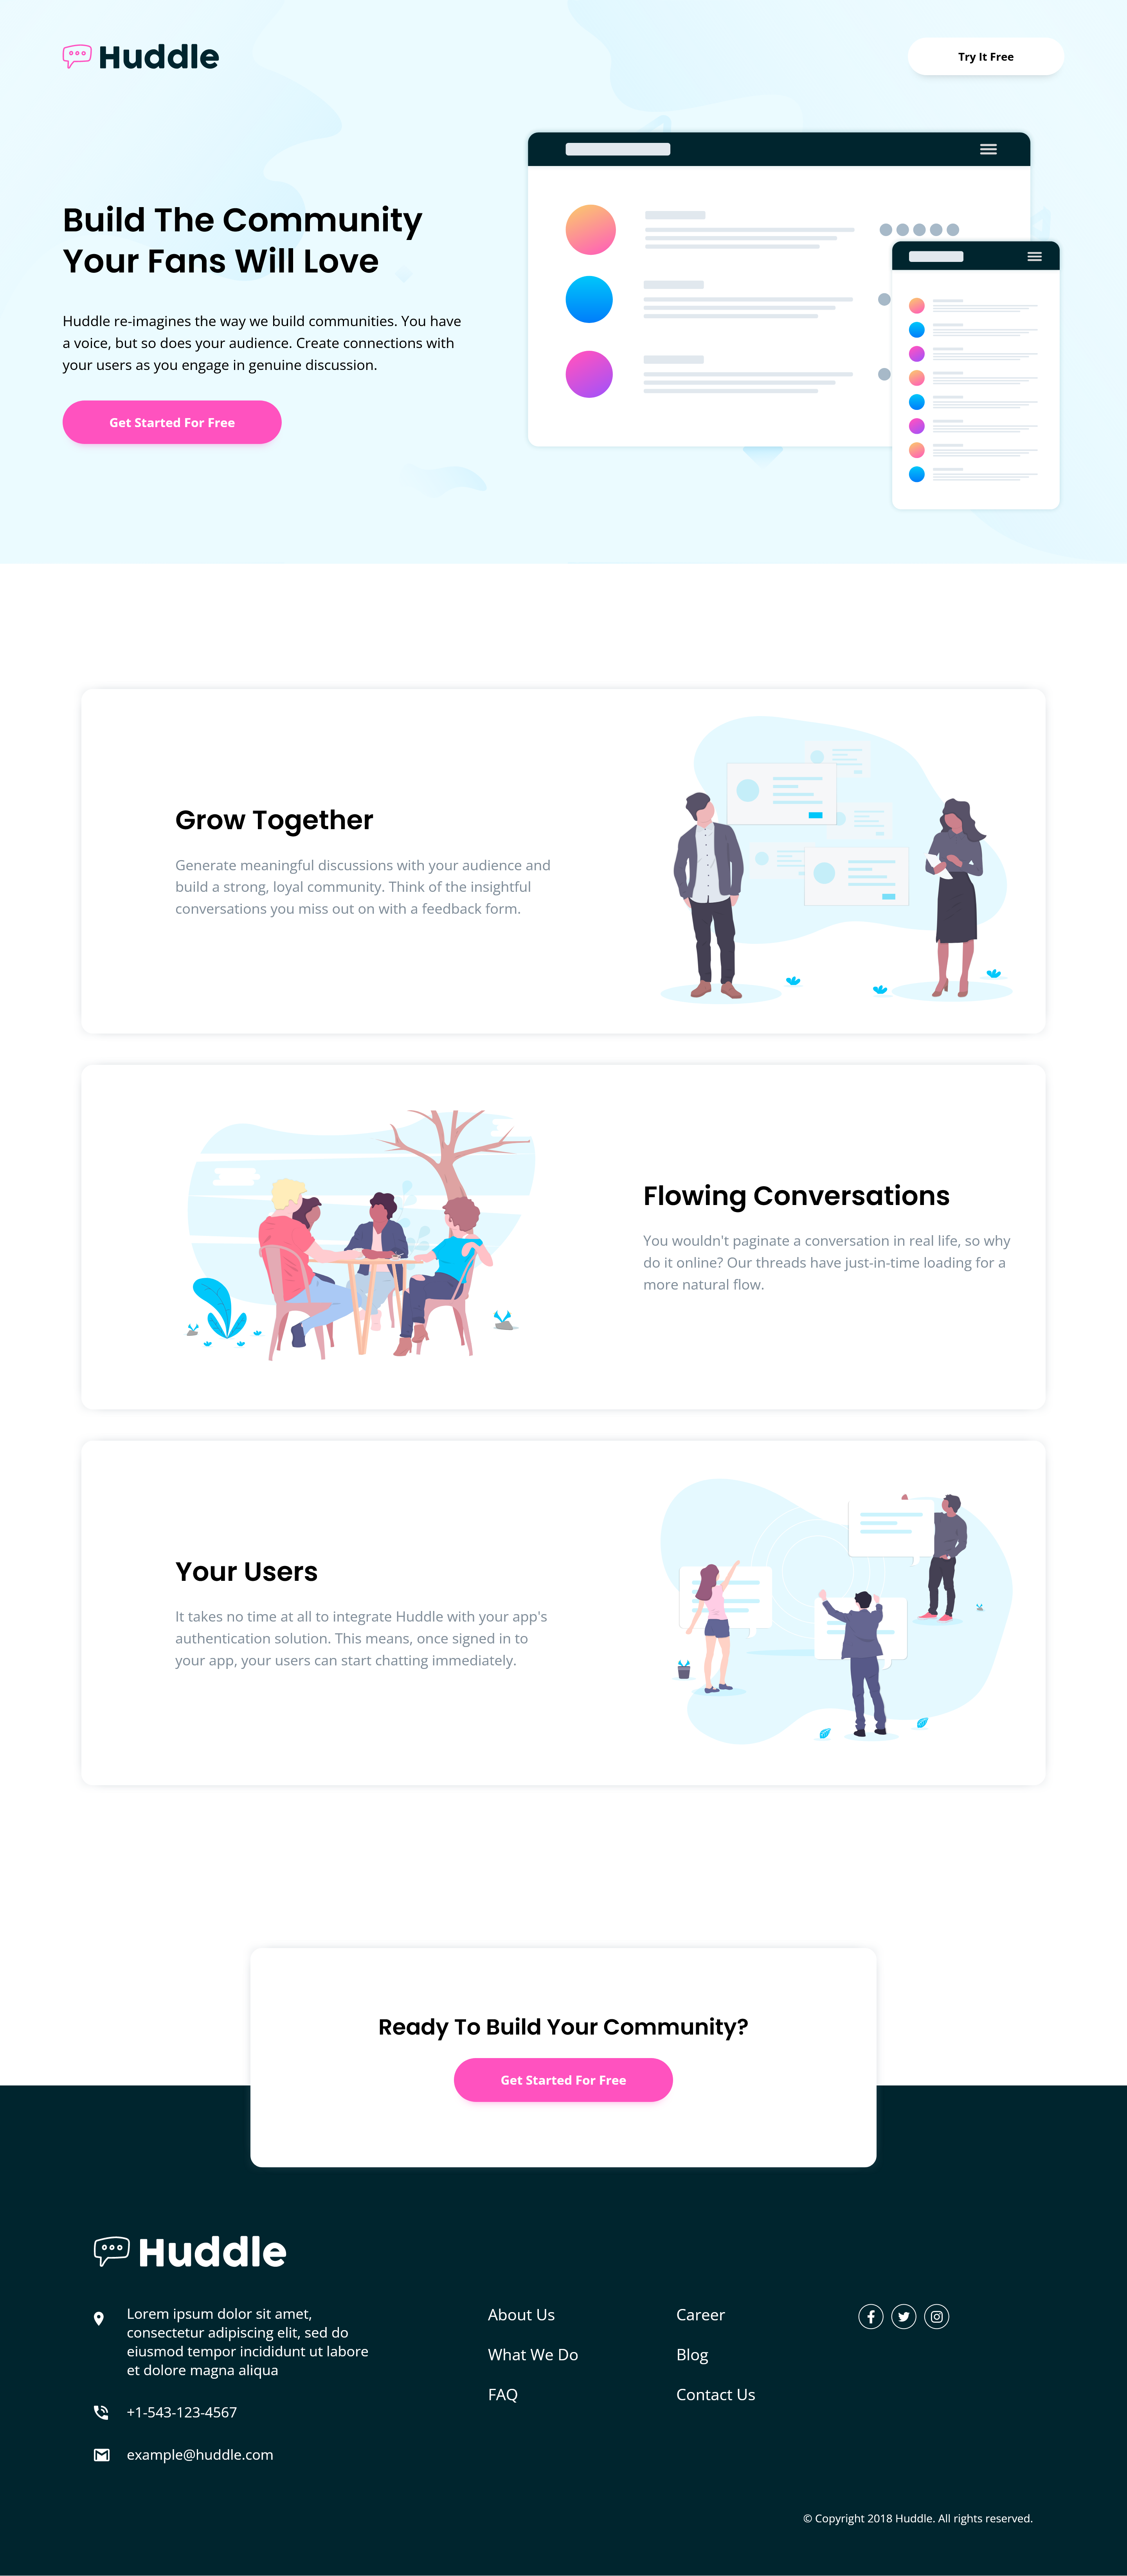 Huddle
Try It Free
Build The Community
Your Fans Will Love
Huddle re-imagines the way we build communities. You have
a voice, but so does your audience. Create connections with
your users as you engage in genuine discussion.
Get Started For Free
Grow Together
Generate meaningful discussions with your audience and
build a strong, loyal community. Think of the insightful
conversations you miss out on with a feedback form.
Flowing Conversations
You wouldn't paginate a conversation in real life, so why
do it online? Our threads have just-in-time loading for a
more natural flow.
Your Users
It takes no time at all to integrate Huddle with your app's
authentication solution. This means, once signed in to
your app, your users can start chatting immediately.
Ready To Build Your Community?
Get Started For Free
Huddle
Lorem ipsum dolor sit amet,
consectetur adipiscing elit, sed do
eiusmod tempor incididunt ut labore
et dolore magna aliqua
+1-543-123-4567
example@huddle.com
About Us
What We Do
FAQ
Career
Blog
Contact Us
© Copyright 2018 Huddle. All rights reserved.